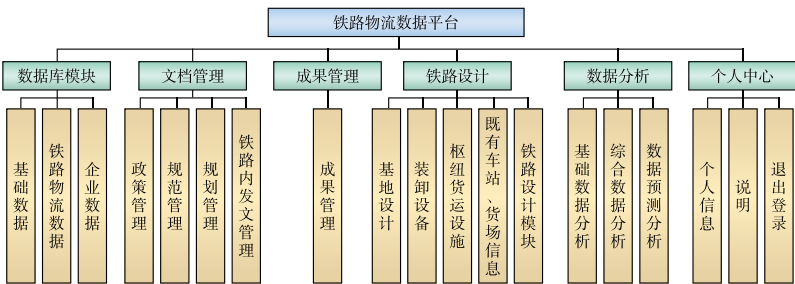 铁路物流数据平台
数据库模块
文档管理
成果管理
铁路设计
数据分析
个人中心
基础数据
铁路物流数据
企业数据
政策管理
规范管理
规划管理
铁路内发文管理
成果管理
基地设计
装卸设备
枢纽货运设施
既有车站、货场信息
铁路设计模块
基础数据分析
综合数据分析
数据预测分析
个人信息
说明
退出登录